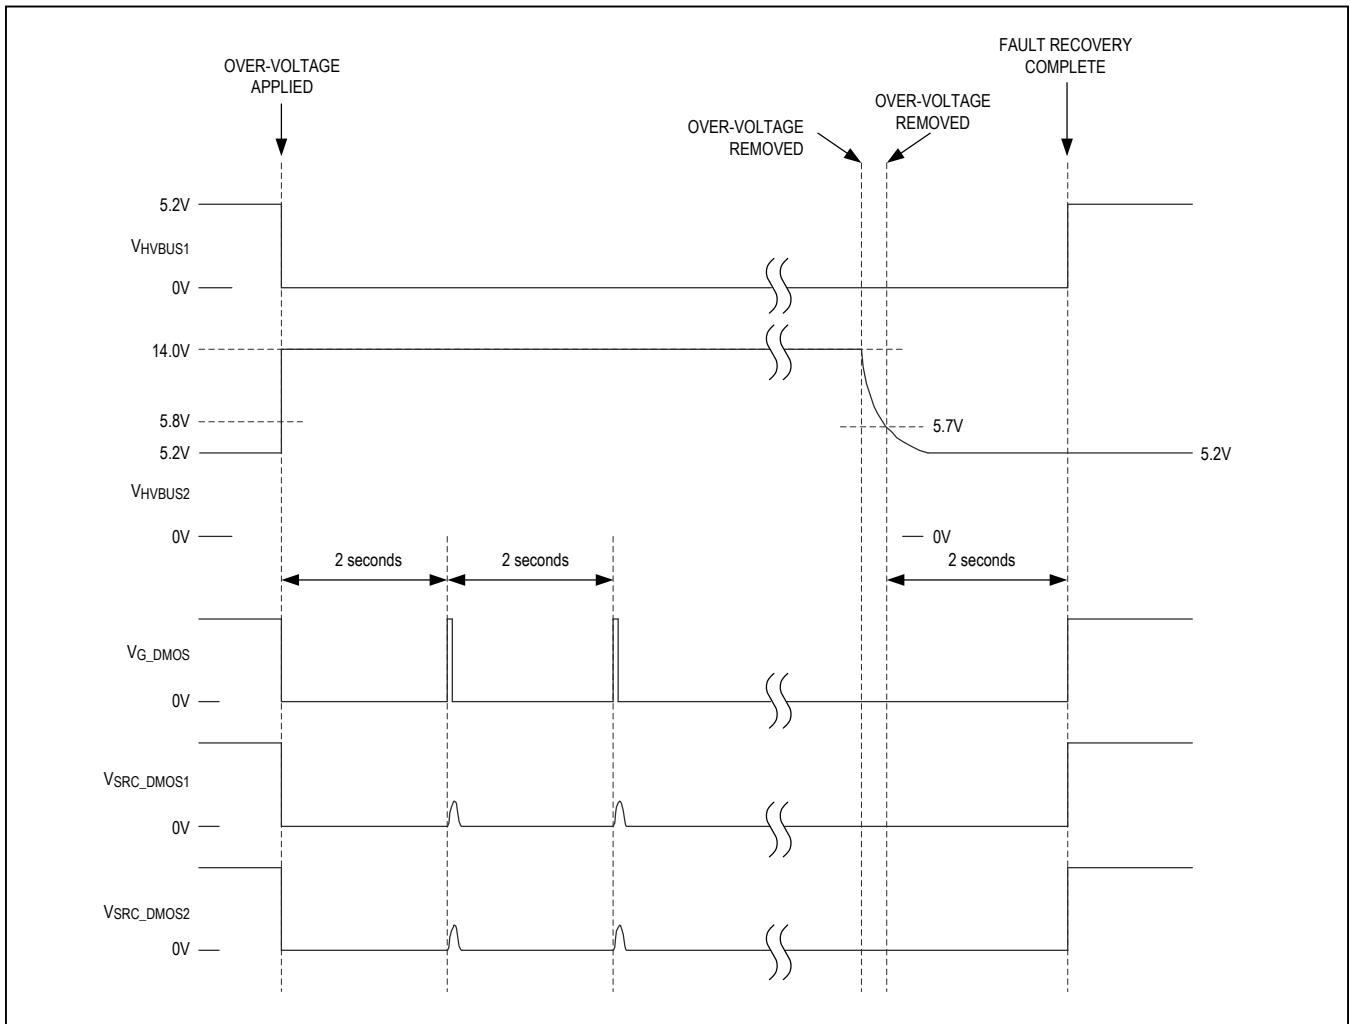 FAULT RECOVERY
COMPLETE
OVER-VOLTAGE
APPLIED
OVER-VOLTAGE
REMOVED
OVER-VOLTAGE
REMOVED
5.2V
VHVBUS1
0V
14.0V
5.8V
5.7V
5.2V
5.2V
VHVBUS2
0V
0V
2 seconds
2 seconds
2 seconds
VG_DMOS
0V
VSRC_DMOS1
0V
VSRC_DMOS2
0V